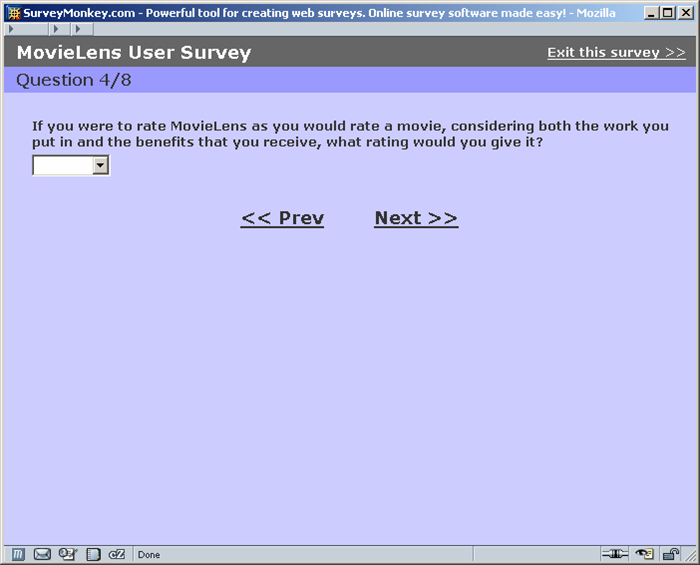 SurveyMonkey.com - Powerful tool for creating web surveys. Online survey software made easy! - Mozilla
MovieLens User Survey
Exit this survey >>
Question 4/8
If you were to rate MovieLens as you would rate a movie, considering both the work you
put in and the benefits that you receive, what rating would you give it?
<< Prev
Next >>
Done